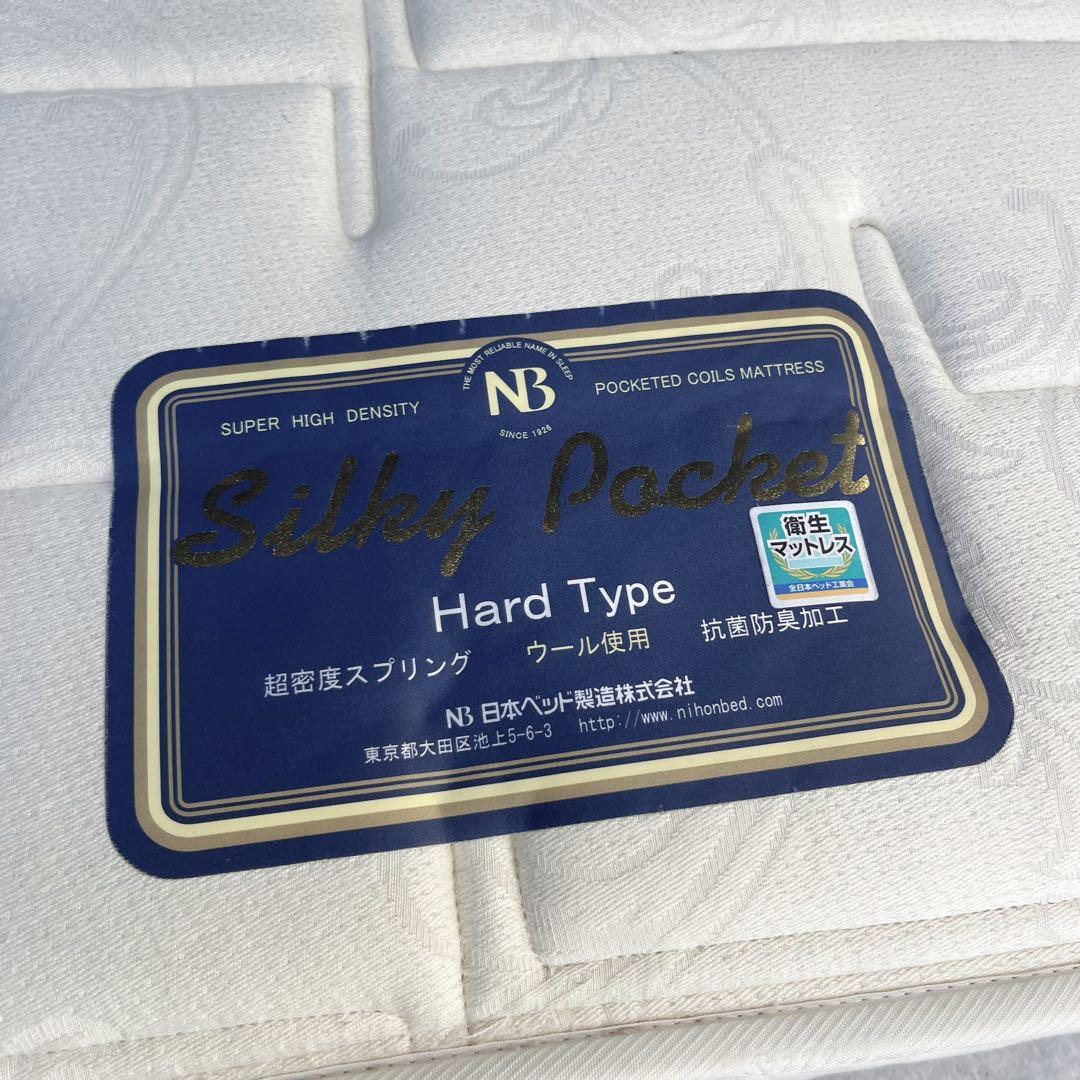 THE MOST RELIABLE NAME IN SLEEP
NB
SINCE 1926
SUPER HIGH DENSITY
POCKETED COILS MATTRESS
Silky Pocket
衛生
マットレス
全日本ベッド工業会
Hard Type
超密度スプリング
ウール使用
抗菌防臭加工
NB 日本ベッド製造株式会社
東京都大田区池上5-6-3 http://www.nihonbed.com